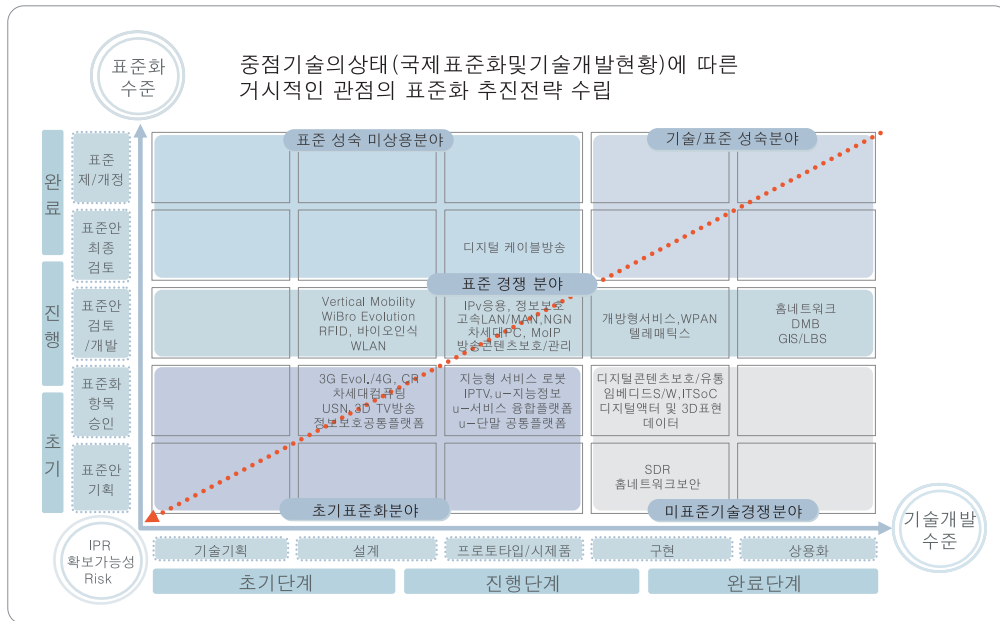 중점기술의상태(국제표준화및기술개발현황)에 따른
거시적인 관점의 표준화 추진전략 수립
표준화
수준
완료
진행
초기
표준
제/개정
표준안
최종
검토
표준안
검토
/개발
표준화
항목
승인
표준안
기획
표준 성숙 미상용분야
기술/표준 성숙분야
디지털 케이블방송
표준 경쟁 분야
Vertical Mobility
WiBro Evolution
RFID, 바이오인식
WLAN
IPv응용, 정보보호
고속LAN/MAN,NGN
차세대PC, MoIP
방송콘텐츠보호/관리
개방형서비스,WPAN
텔레매틱스
홈네트워크
DMB
GIS/LBS
3G Evol./4G, CR
차세대컴퓨팅
USN, 3D TV방송
정보보호공통플랫폼
지능형 서비스 로봇
IPTV,u-지능정보
u-서비스 융합플랫폼
u-단말 공통플랫폼
디지털콘텐츠보호/유통
임베디드S/W,ITSoC
디지털액터 및 3D표현
데이터
SDR
홈네트워크보안
초기표준화분야
미표준기술경쟁분야
IPR
확보가능성
Risk
기술개발
수준
기술기획
설계
프로토타입/시제품
구현
상용화
초기단계
진행단계
완료단계